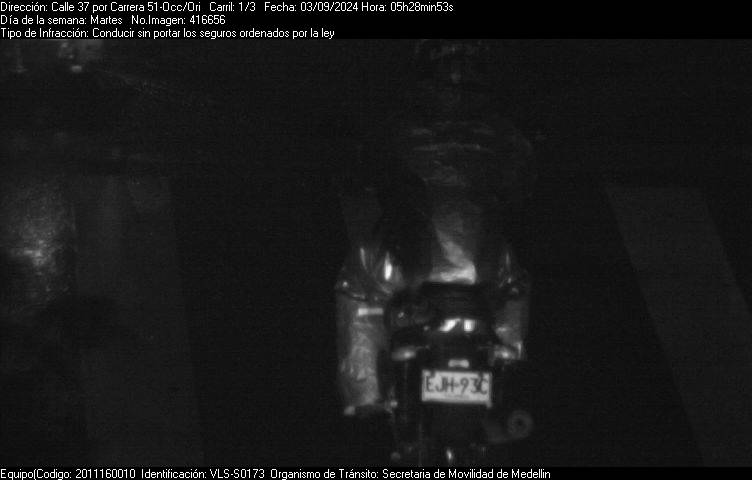 Dirección: Calle 37 por Carrera 51-Occ/Ori Carril: 1/3 Fecha: 03/09/2024 Hora: 05h28min53s
Día de la semana: Martes No.Imagen: 416656
Tipo de Infracción: Conducir sin portar los seguros ordenados por la ley
EJH-93C
Equipo(Codigo: 2011160010 Identificación: VLS-S0173 Organismo de Tránsito: Secretaria de Movilidad de Medellin